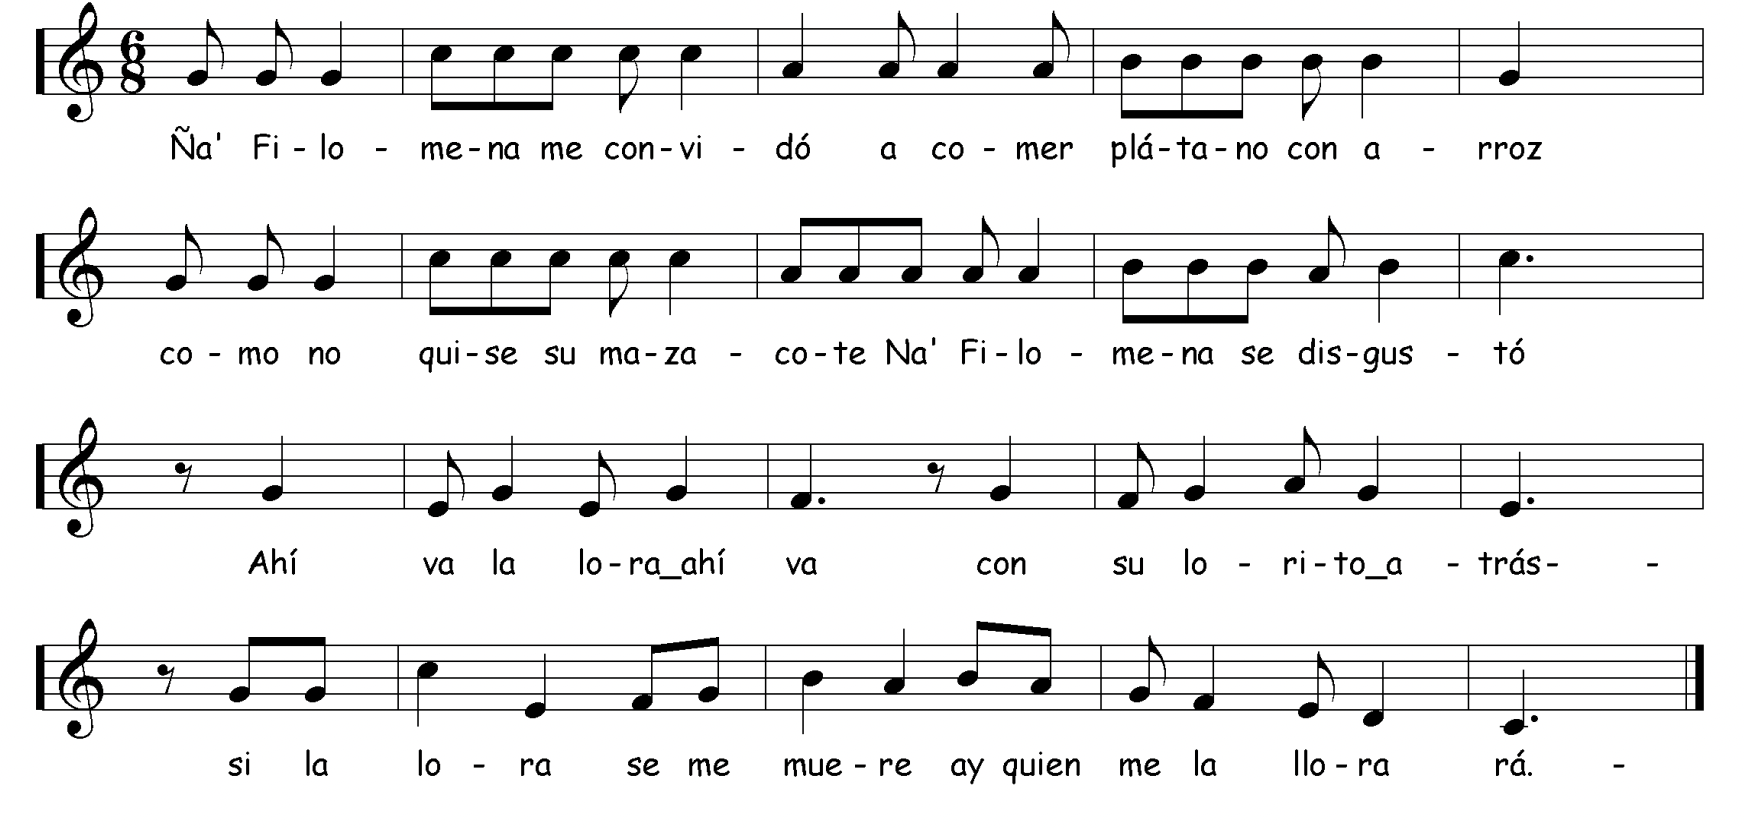 6
8
Ña' Fi - lo - me - na me con - vi - dó a co - mer plá - ta - no con a - rroz
co - mo no qui - se su ma - za - co - te Na' Fi - lo - me - na se dis - gus - tó
Ahí va la lo - ra_ahí va con su lo - ri - to_a - trás - -
si la lo - ra se me mue - re ay quien me la llo - ra rá. -